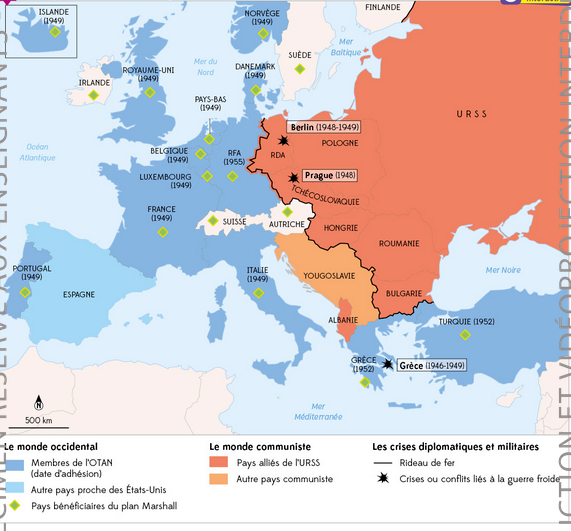 ISLANDE
(1949)
NORVÈGE
(1949)
FINLANDE
SUÈDE
Mer
Baltique
Mer du
Nord
ROYAUME-UNI
(1949)
IRLANDE
DANEMARK
(1949)
URSS
PAYS-BAS
(1949)
Berlin (1948-1949)
RDA
POLOGNE
Océan
Atlantique
BELGIQUE
(1949)
RFA
(1955)
LUXEMBOURG
(1949)
Prague (1948)
TCHÉCOSLOVAQUIE
FRANCE
(1949)
SUISSE
AUTRICHE
HONGRIE
ROUMANIE
YOUGOSLAVIE
ITALIE
(1949)
PORTUGAL
(1949)
ESPAGNE
BULGARIE
Mer Noire
ALBANIE
TURQUIE (1952)
GRÈCE
(1952)
Grèce (1946-1949)
Mer
Méditerranée
N
500 km
Le monde occidental
Membres de l'OTAN
(date d'adhésion)
Autre pays proche des États-Unis
Pays bénéficiaires du plan Marshall
Le monde communiste
Pays alliés de l'URSS
Autre pays communiste
Les crises diplomatiques et militaires
Rideau de fer
Crises ou conflits liés à la guerre froide